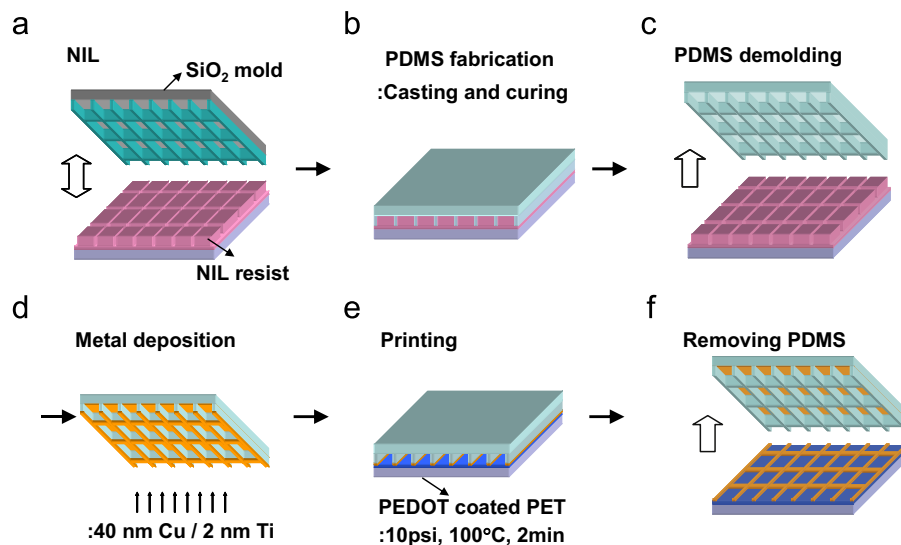 a
NIL
SiO₂ mold
NIL resist
b
PDMS fabrication
:Casting and curing
c
PDMS demolding
d
Metal deposition
:40 nm Cu / 2 nm Ti
e
Printing
PEDOT coated PET
:10psi, 100°C, 2min
f
Removing PDMS